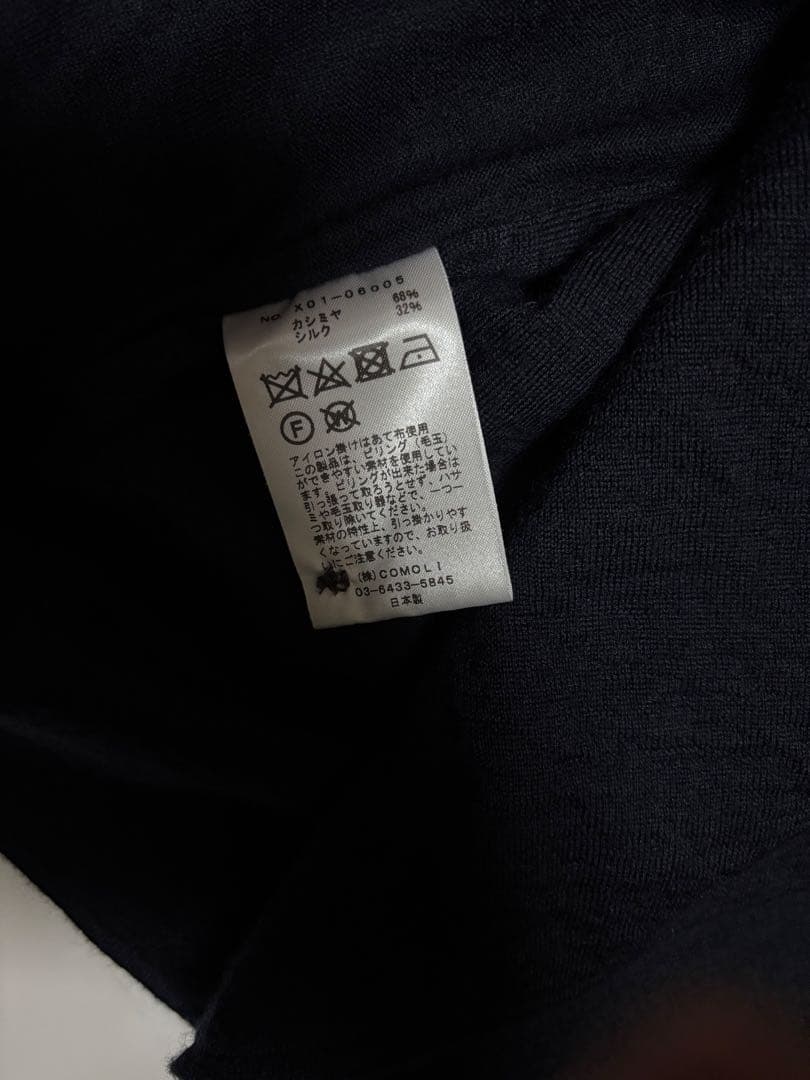 No. X01-06005
カシミヤ 68%
シルク 32%
F W
アイロン掛けはあて布使用
この製品は、ピリング（毛玉）
ができやすい素材を使用してい
ます。ピリングが出来た場合は
引っ張って取ろうとせず、ハサ
ミや毛玉取り器などで、一つ一
つ取り除いてください。
素材の特性上、引っ掛かりやす
くなっていますので、お取り扱
いにご注意ください。
(株)COMOLI
03-6433-5845
日本製